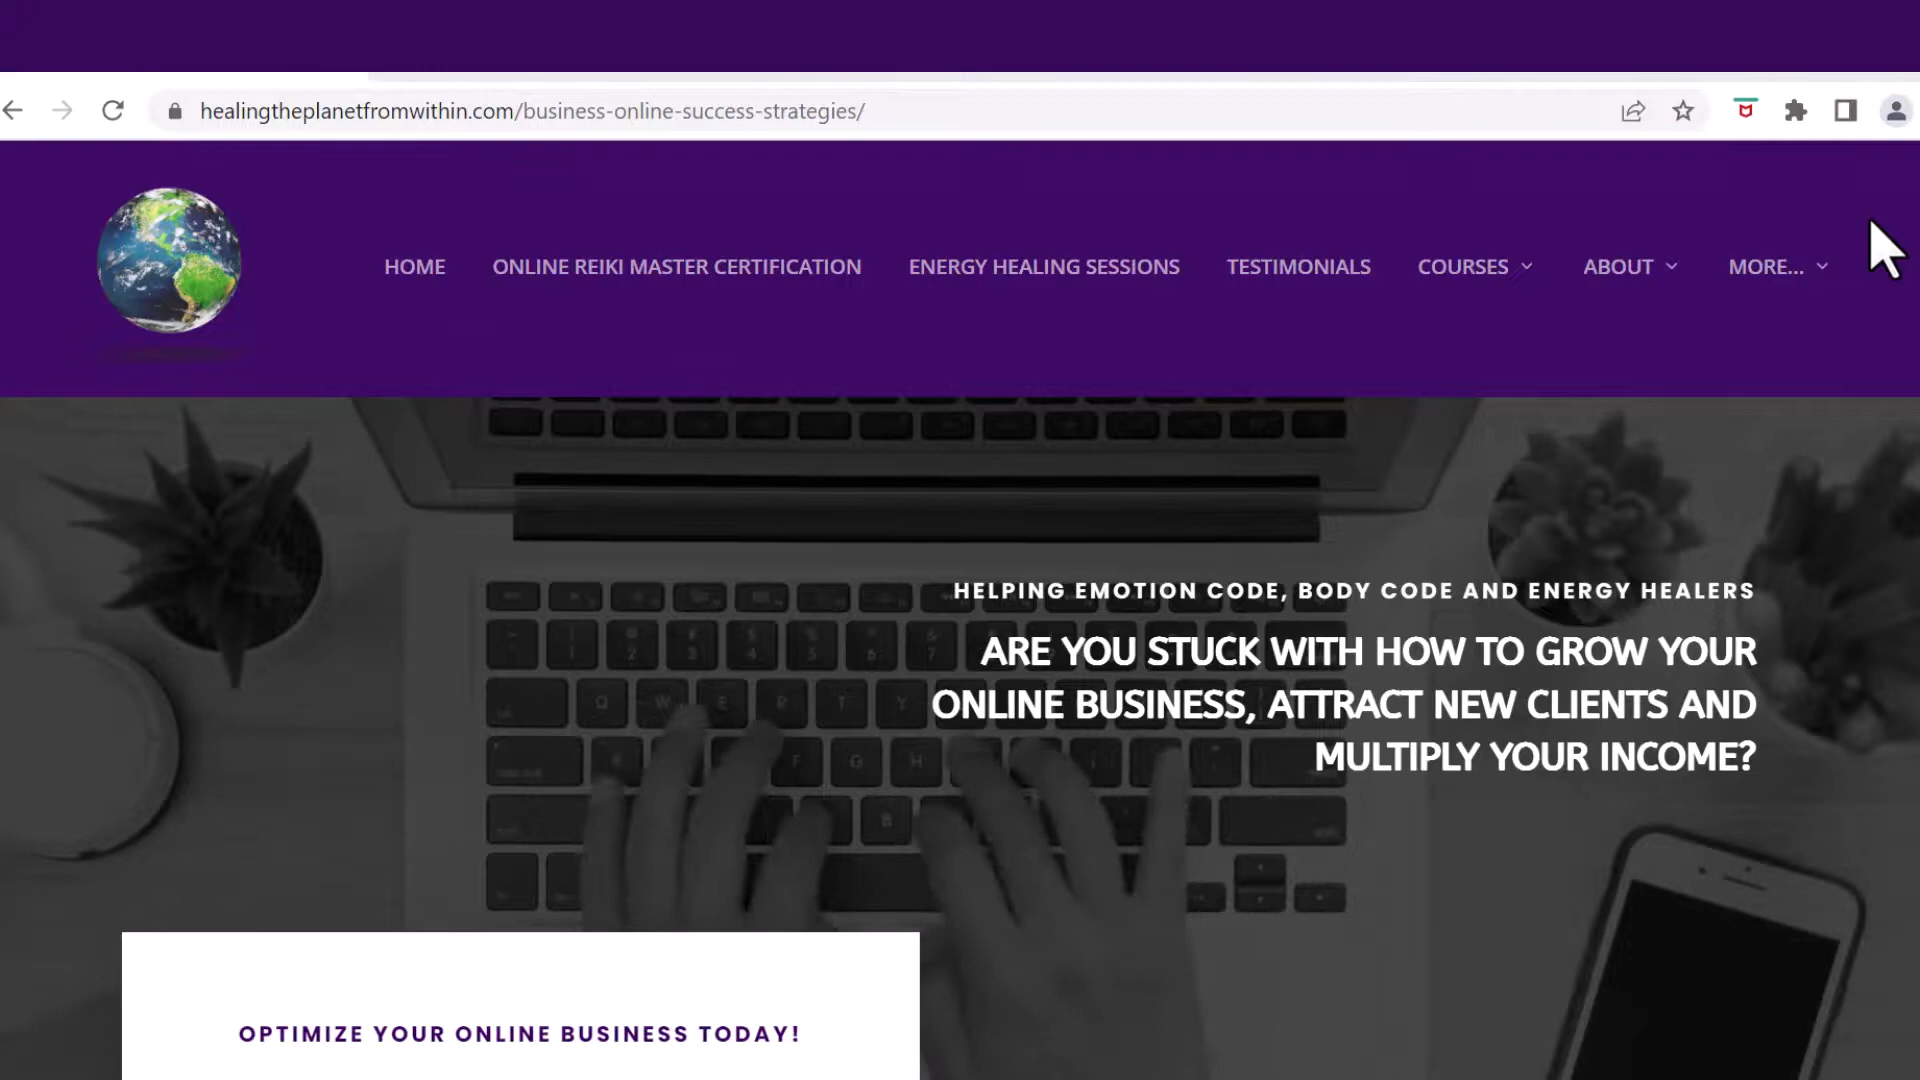 healingtheplanetfromwithin.com/business-online-success-strategies/
HOME ONLINE REIKI MASTER CERTIFICATION ENERGY HEALING SESSIONS TESTIMONIALS COURSES ABOUT MORE...
HELPING EMOTION CODE, BODY CODE AND ENERGY HEALERS
ARE YOU STUCK WITH HOW TO GROW YOUR
ONLINE BUSINESS, ATTRACT NEW CLIENTS AND
MULTIPLY YOUR INCOME?
OPTIMIZE YOUR ONLINE BUSINESS TODAY!